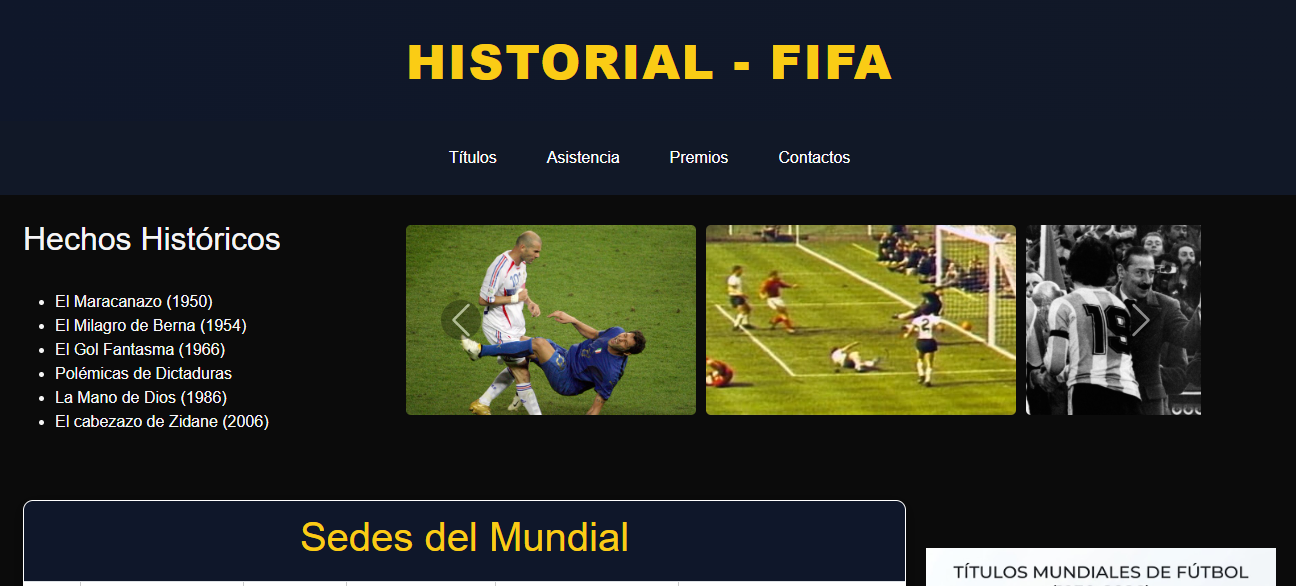 HISTORIAL - FIFA
Títulos
Asistencia
Premios
Contactos
Hechos Históricos
El Maracanazo (1950)
El Milagro de Berna (1954)
El Gol Fantasma (1966)
Polémicas de Dictaduras
La Mano de Dios (1986)
El cabezazo de Zidane (2006)
2
19
Sedes del Mundial
TÍTULOS MUNDIALES DE FÚTBOL